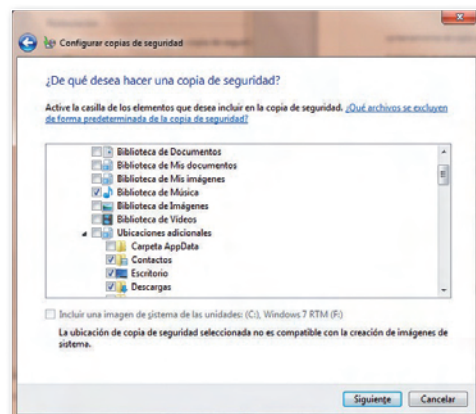 Configurar copias de seguridad
¿De qué desea hacer una copia de seguridad?
Active la casilla de los elementos que desea incluir en la copia de seguridad. ¿Qué archivos se excluyen
de forma predeterminada de la copia de seguridad?
Biblioteca de Documentos
Biblioteca de Mis documentos
Biblioteca de Mis imágenes
Biblioteca de Música
Biblioteca de Imágenes
Biblioteca de Vídeos
Ubicaciones adicionales
Carpeta AppData
Contactos
Escritorio
Descargas
Incluir una imagen de sistema de las unidades: (C:), Windows 7 RTM (F:)
La ubicación de copia de seguridad seleccionada no es compatible con la creación de imágenes de
sistema.
Siguiente Cancelar